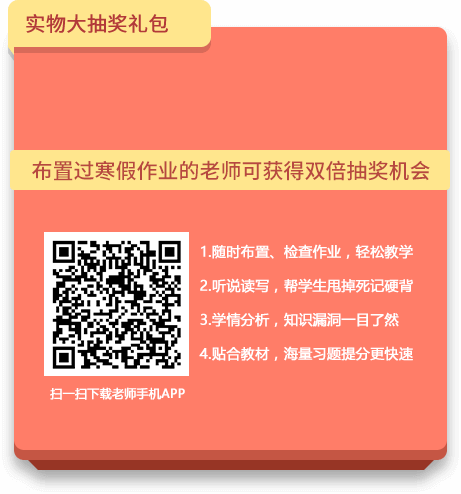 实物大抽奖礼包
布置过寒假作业的老师可获得双倍抽奖机会
1.随时布置、检查作业，轻松教学
2.听说读写，帮学生甩掉死记硬背
3.学情分析，知识漏洞一目了然
4.贴合教材，海量习题提分更快速
扫一扫下载老师手机APP